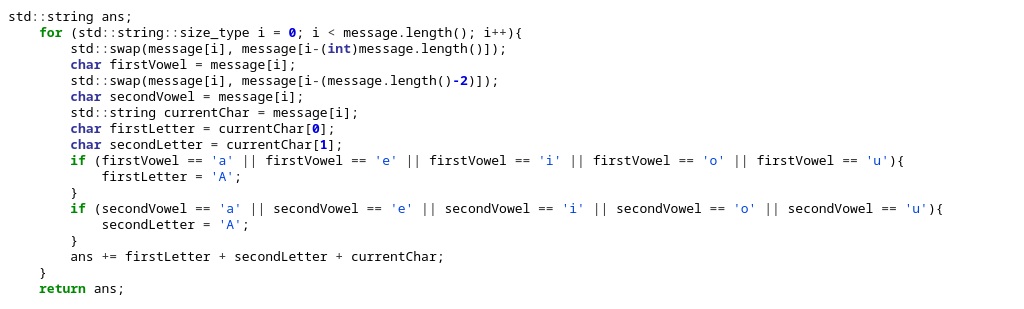 std::string ans;
    for (std::string::size_type i = 0; i < message.length(); i++){
        std::swap(message[i], message[i-(int)message.length()]);
        char firstVowel = message[i];
        std::swap(message[i], message[i-(message.length()-2)]);
        char secondVowel = message[i];
        std::string currentChar = message[i];
        char firstLetter = currentChar[0];
        char secondLetter = currentChar[1];
        if (firstVowel == 'a' || firstVowel == 'e' || firstVowel == 'i' || firstVowel == 'o' || firstVowel == 'u'){
            firstLetter = 'A';
        }
        if (secondVowel == 'a' || secondVowel == 'e' || secondVowel == 'i' || secondVowel == 'o' || secondVowel == 'u'){
            secondLetter = 'A';
        }
        ans += firstLetter + secondLetter + currentChar;
    }
    return ans;